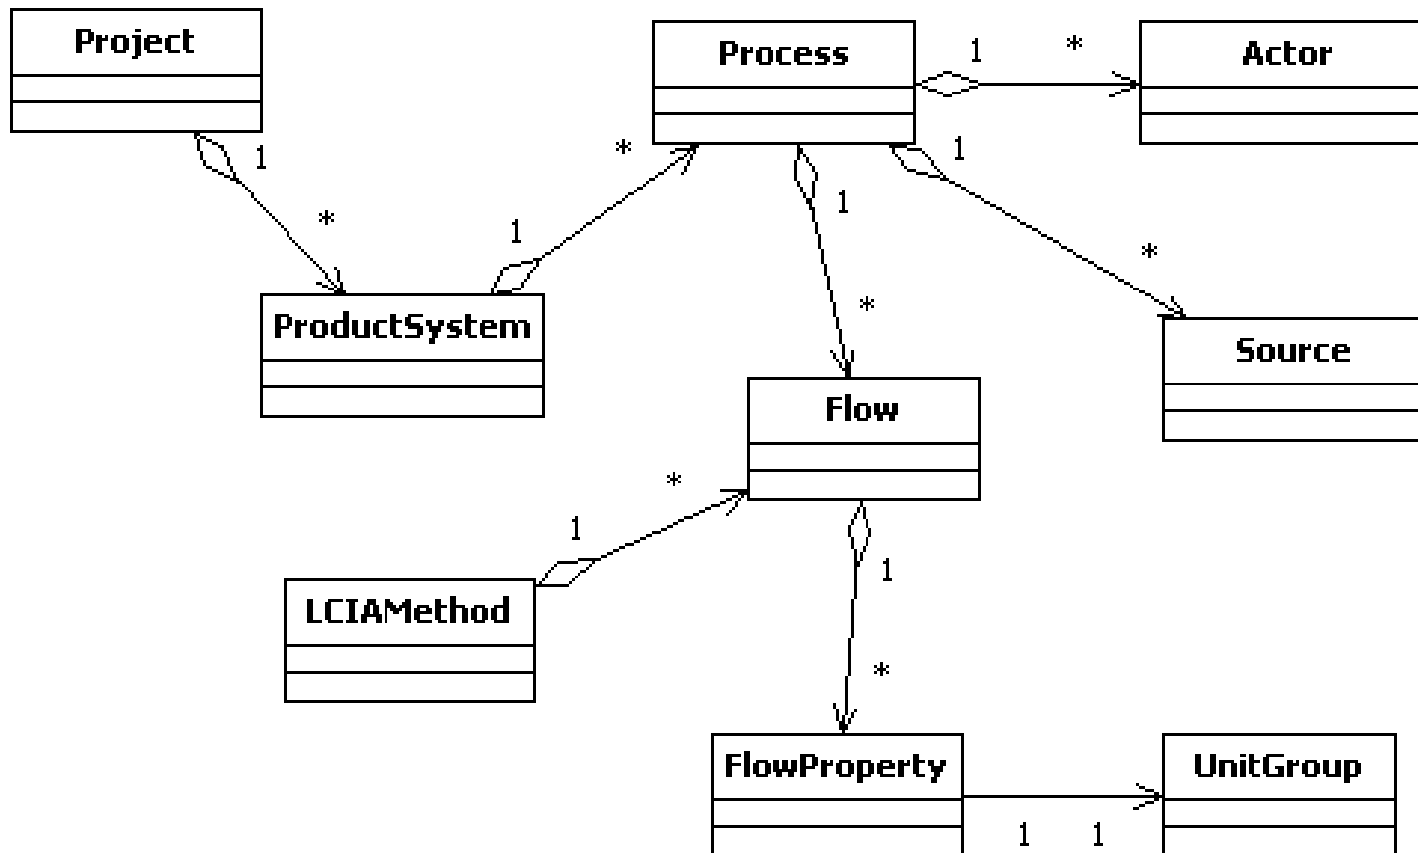 Project
Process
1
*
Actor
1
*
1
*
1
1
*
*
*
ProductSystem
Source
Flow
*
1
1
LCIAMethod
*
FlowProperty
UnitGroup
1 1